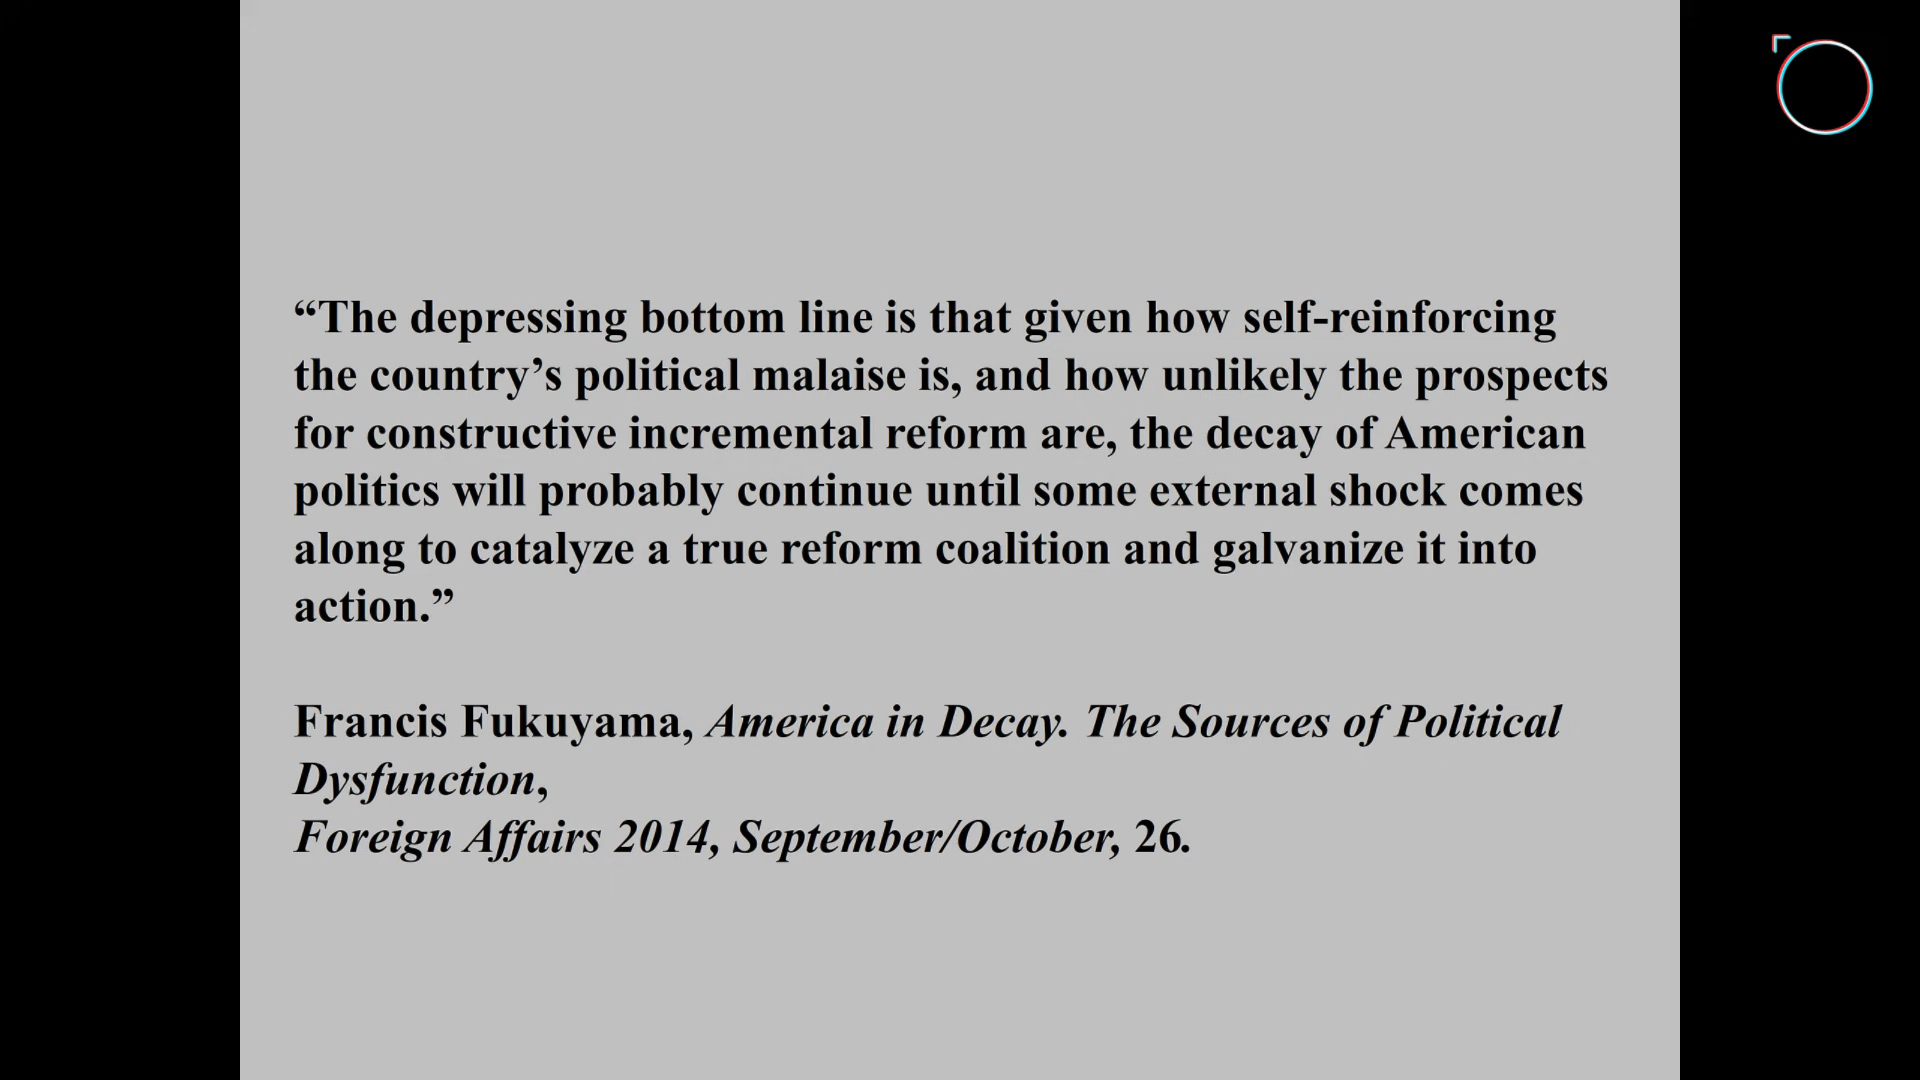 “The depressing bottom line is that given how self-reinforcing
the country’s political malaise is, and how unlikely the prospects
for constructive incremental reform are, the decay of American
politics will probably continue until some external shock comes
along to catalyze a true reform coalition and galvanize it into
action.”
Francis Fukuyama, America in Decay. The Sources of Political
Dysfunction,
Foreign Affairs 2014, September/October, 26.